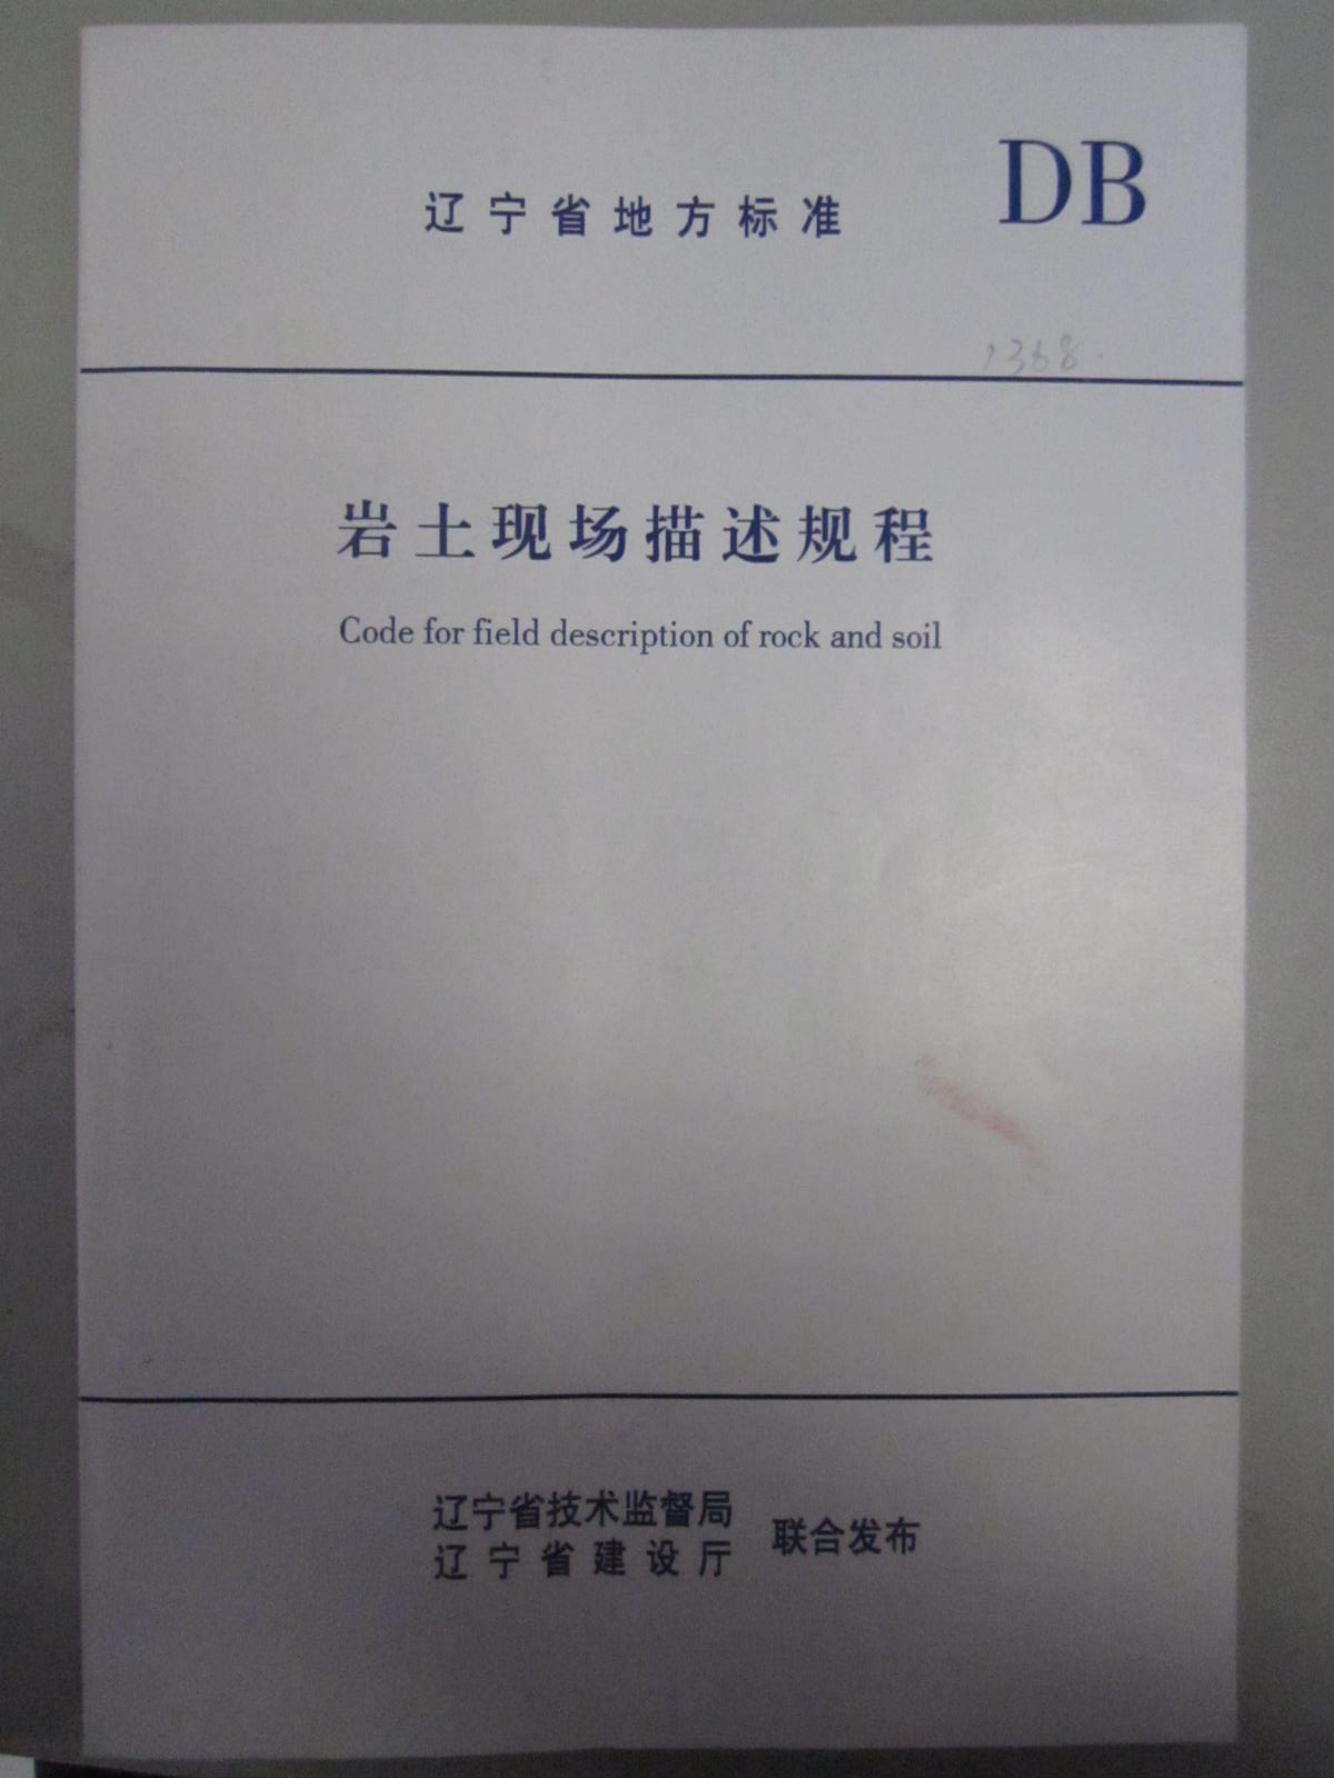 辽宁省地方标准
DB
1368.
岩土现场描述规程
Code for field description of rock and soil
辽宁省技术监督局
辽宁省建设厅
联合发布